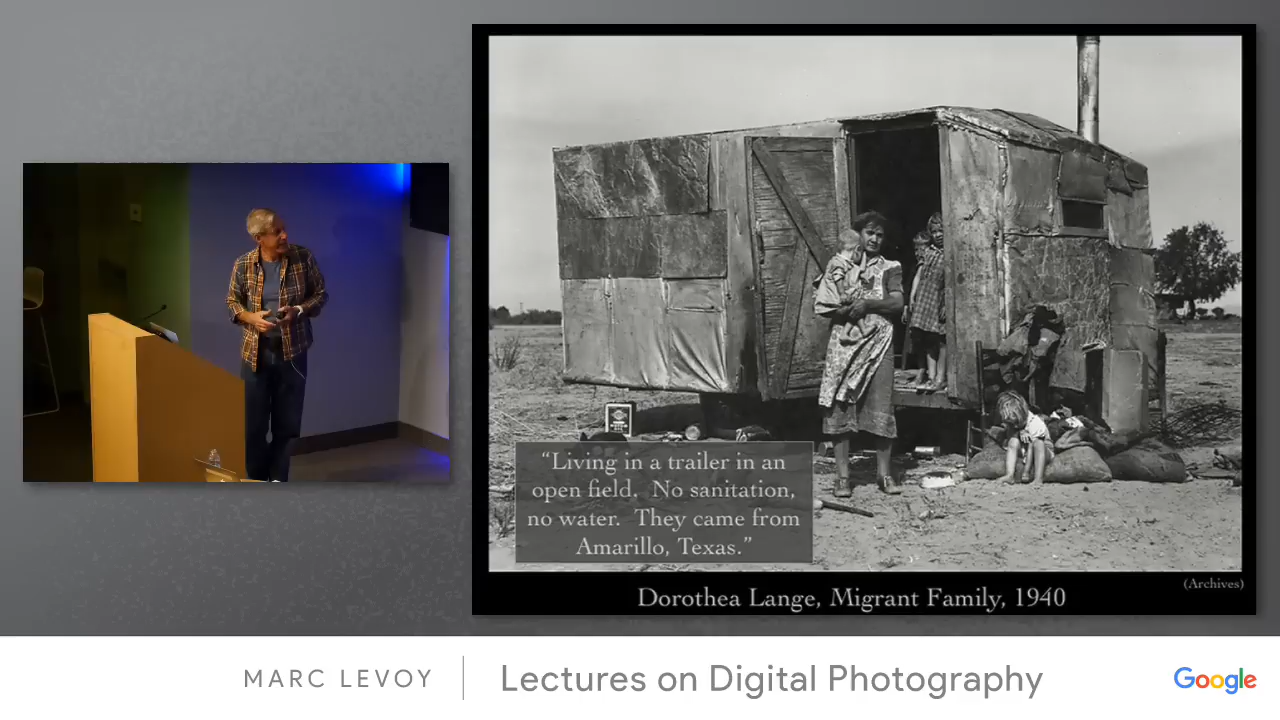 “Living in a trailer in an
open field. No sanitation,
no water. They came from
Amarillo, Texas.”
(Archives)
Dorothea Lange, Migrant Family, 1940
MARC LEVOY
Lectures on Digital Photography
Google